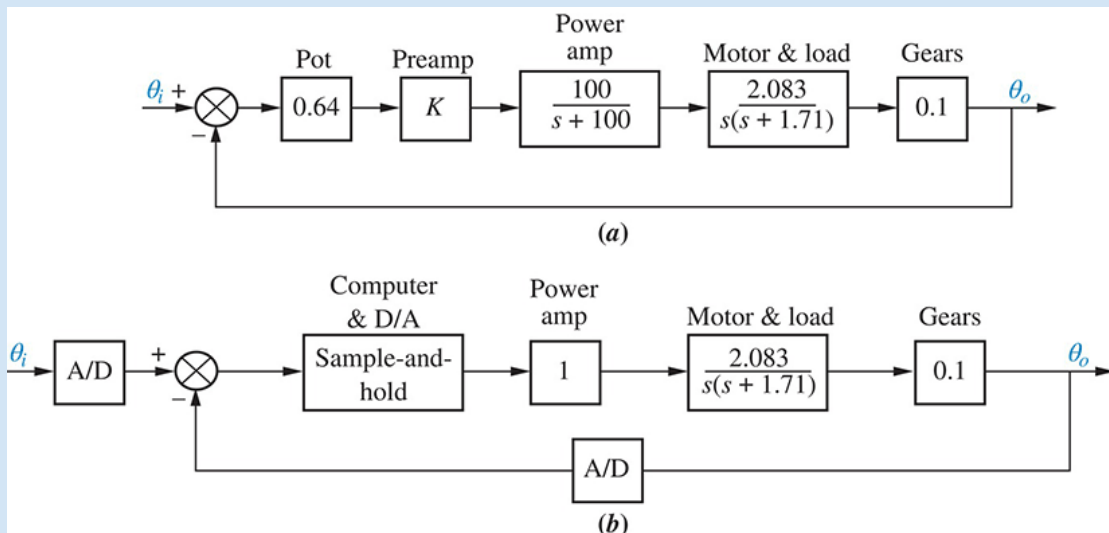 Power
amp
Pot
Preamp
Motor & load
Gears
θi +
0.64
K
100
s + 100
2.083
s(s + 1.71)
0.1
θo
−
(a)
Computer
& D/A
Power
amp
Motor & load
Gears
θi
A/D
+
Sample-and-
hold
1
2.083
s(s + 1.71)
0.1
θo
−
A/D
(b)